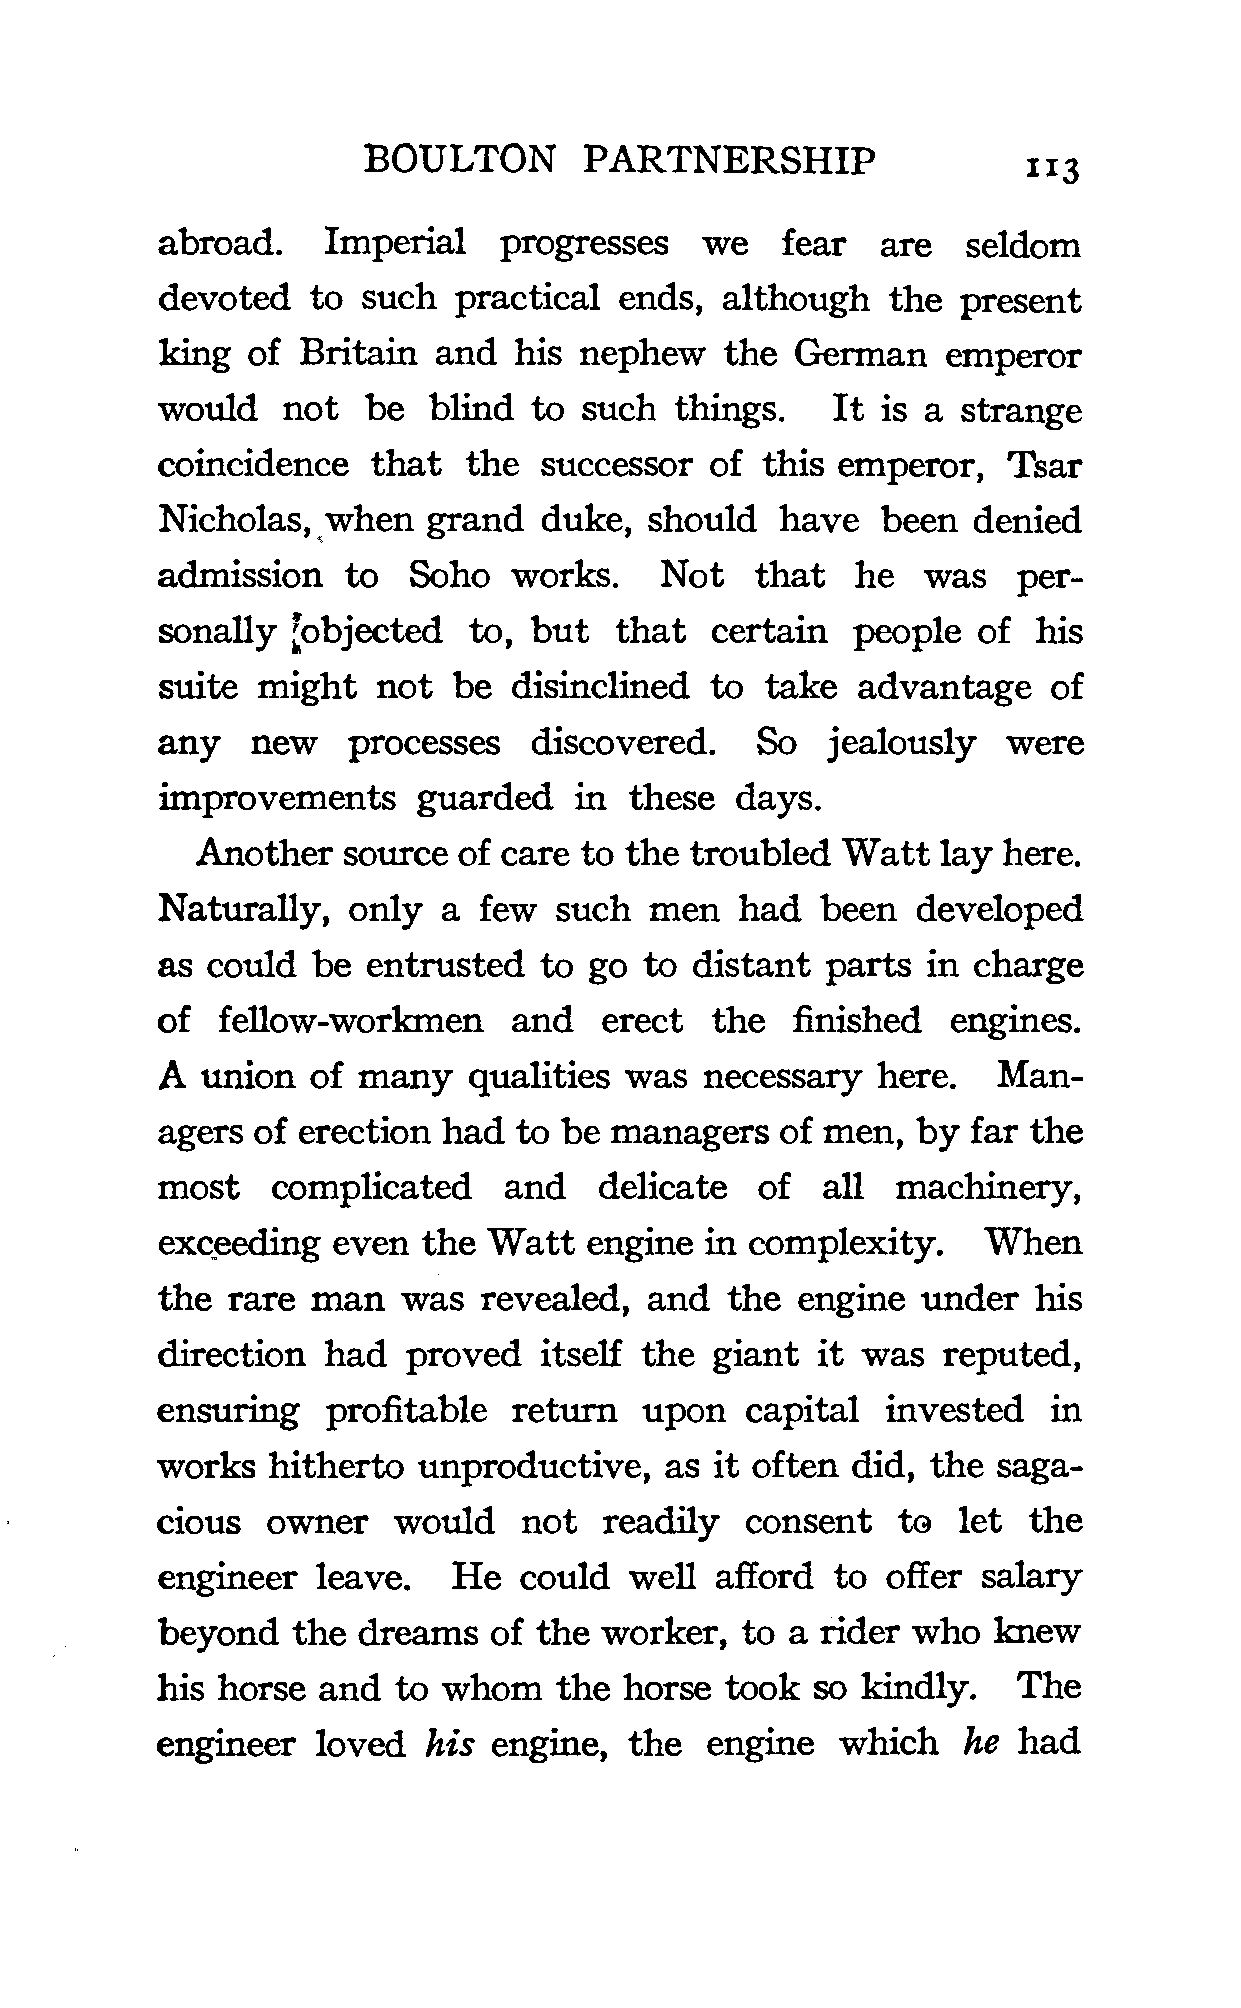 BOULTON PARTNERSHIP 113
abroad. Imperial progresses we fear are seldom
devoted to such practical ends, although the present
king of Britain and his nephew the German emperor
would not be blind to such things. It is a strange
coincidence that the successor of this emperor, Tsar
Nicholas, when grand duke, should have been denied
admission to Soho works. Not that he was per-
sonally objected to, but that certain people of his
suite might not be disinclined to take advantage of
any new processes discovered. So jealously were
improvements guarded in these days.
Another source of care to the troubled Watt lay here.
Naturally, only a few such men had been developed
as could be entrusted to go to distant parts in charge
of fellow-workmen and erect the finished engines.
A union of many qualities was necessary here. Man-
agers of erection had to be managers of men, by far the
most complicated and delicate of all machinery,
exceeding even the Watt engine in complexity. When
the rare man was revealed, and the engine under his
direction had proved itself the giant it was reputed,
ensuring profitable return upon capital invested in
works hitherto unproductive, as it often did, the saga-
cious owner would not readily consent to let the
engineer leave. He could well afford to offer salary
beyond the dreams of the worker, to a rider who knew
his horse and to whom the horse took so kindly. The
engineer loved his engine, the engine which he had